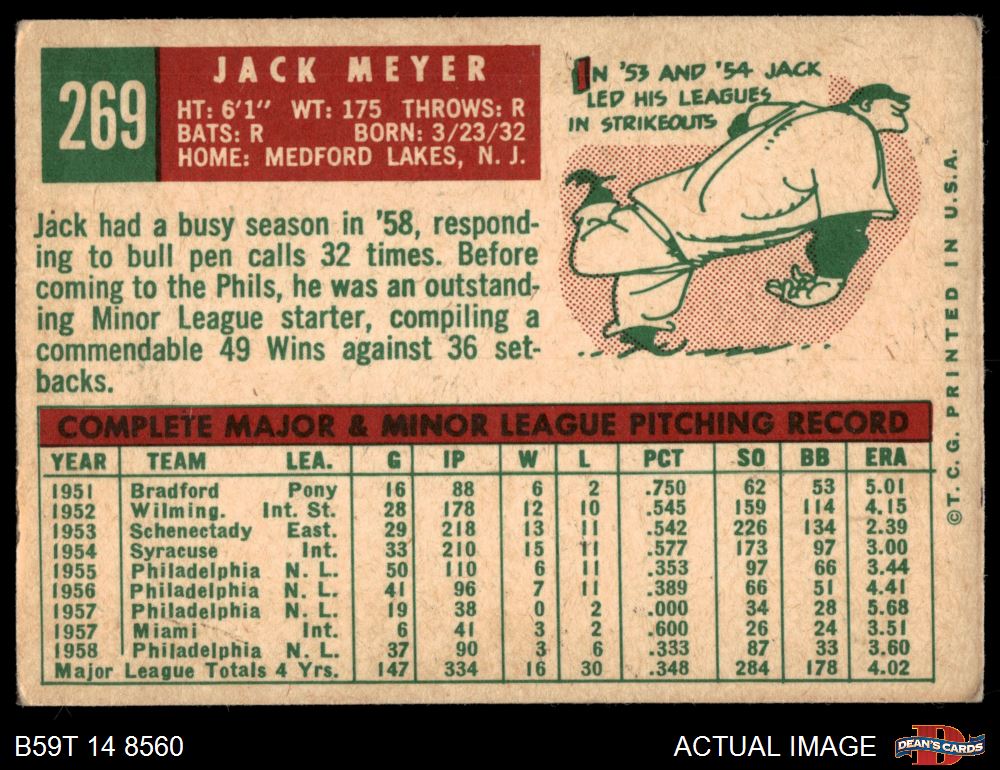 269
JACK MEYER
HT: 6'1" WT: 175 THROWS: R
BATS: R BORN: 3/23/32
HOME: MEDFORD LAKES, N. J.
IN '53 AND '54 JACK
LED HIS LEAGUES
IN STRIKEOUTS
Jack had a busy season in '58, respond-
ing to bull pen calls 32 times. Before
coming to the Phils, he was an outstand-
ing Minor League starter, compiling a
commendable 49 Wins against 36 set-
backs.
COMPLETE MAJOR & MINOR LEAGUE PITCHING RECORD
YEAR TEAM LEA. G IP W L PCT SO BB ERA
1951 Bradford Pony 16 88 6 2 .750 62 53 5.01
1952 Wilming. Int. St. 28 178 12 10 .545 159 114 4.15
1953 Schenectady East. 29 218 13 11 .542 226 134 2.39
1954 Syracuse Int. 33 210 15 11 .577 173 97 3.00
1955 Philadelphia N. L. 50 110 6 11 .353 97 66 3.44
1956 Philadelphia N. L. 41 96 7 11 .389 66 51 4.41
1957 Philadelphia N. L. 19 38 0 2 .000 34 28 5.68
1957 Miami Int. 6 41 3 2 .600 26 24 3.51
1958 Philadelphia N. L. 37 90 3 6 .333 87 33 3.60
Major League Totals 4 Yrs. 147 334 16 30 .348 284 178 4.02
©T. C. G. PRINTED IN U.S.A.
B59T 14 8560
ACTUAL IMAGE
DEAN'S CARDS